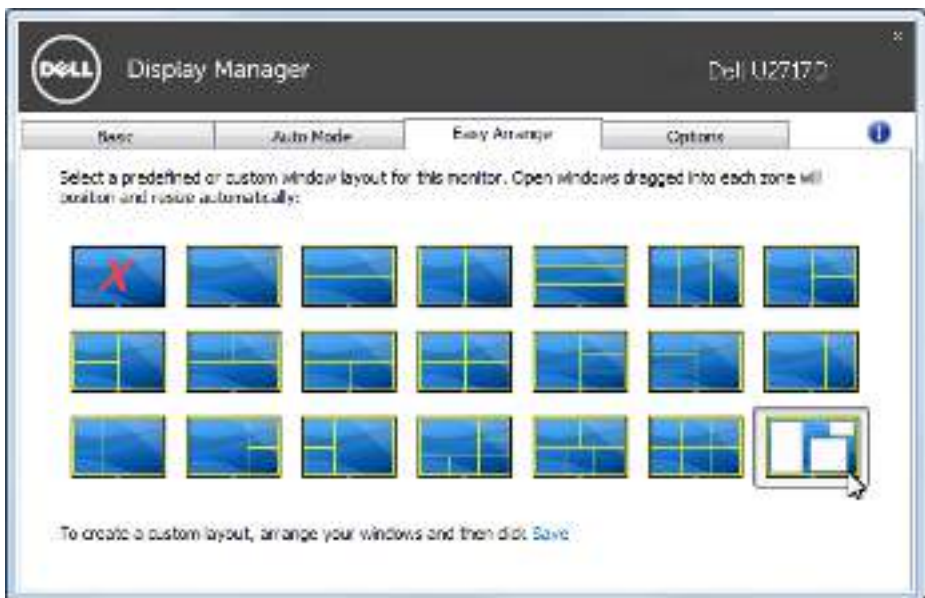 DELL
Display Manager
Dell U2717D
Basic
Auto Mode
Easy Arrange
Options
Select a predefined or custom window layout for this monitor. Open windows dragged into each zone will
position and resize automatically:
X
To create a custom layout, arrange your windows and then click Save